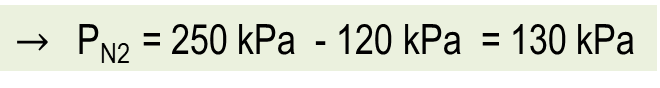 → P_N2 = 250 kPa - 120 kPa = 130 kPa